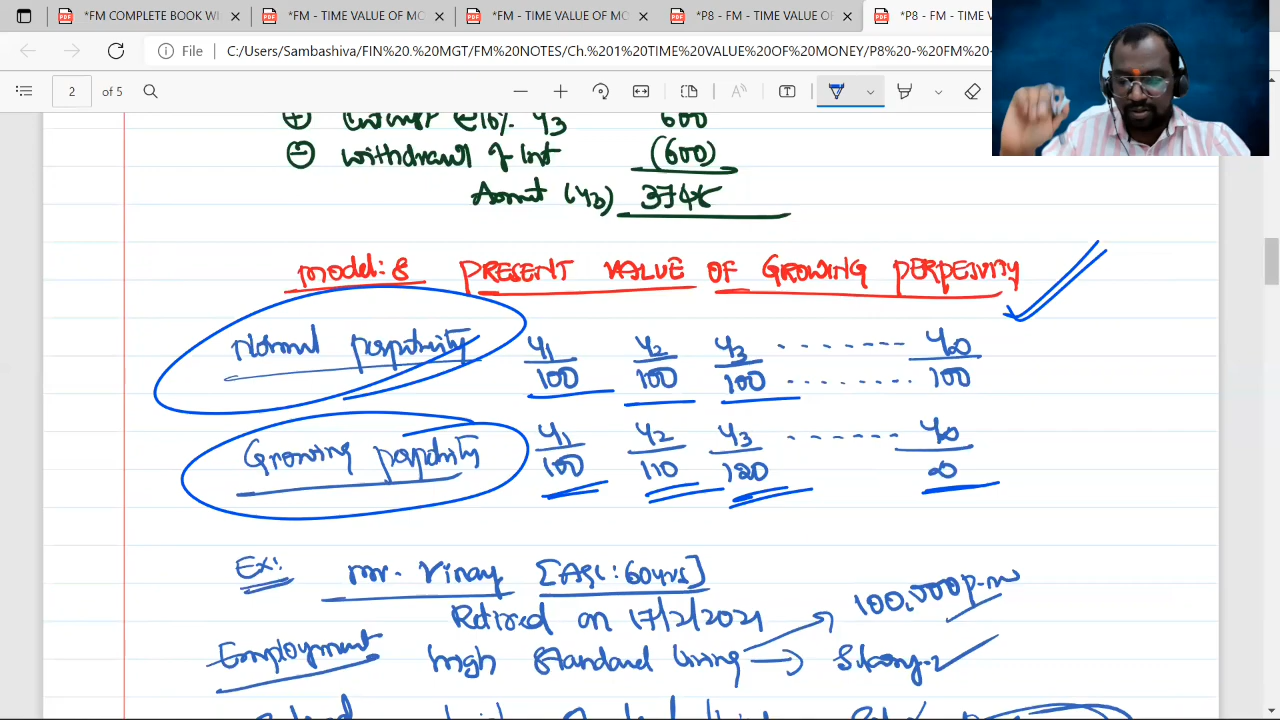 *FM COMPLETE BOOK WI
*FM - TIME VALUE OF MO
*FM - TIME VALUE OF MO
*P8 - FM - TIME VALUE OF
*P8 - FM - TIME V
File
C:/Users/Sambashiva/FIN%20.%20MGT/FM%20NOTES/Ch.%201%20TIME%20VALUE%20OF%20MONEY/P8%20-%20FM%20-
2 of 5
Y3 600
withdrawl of Int (600)
Amnt (Y3) 3746
model: 8 PRESENT VALUE OF GROWING PERPETUITY
Normal perpetuity Y1 Y2 Y3 Y∞
100 100 100 100
Growing perpetuity Y1 Y2 Y3 Y∞
100 110 120 ∞
Ex: Mr. Vinay [AGE: 60yrs]
Retired on 17/2/2021 100,000 p.m
Employment high Standard living